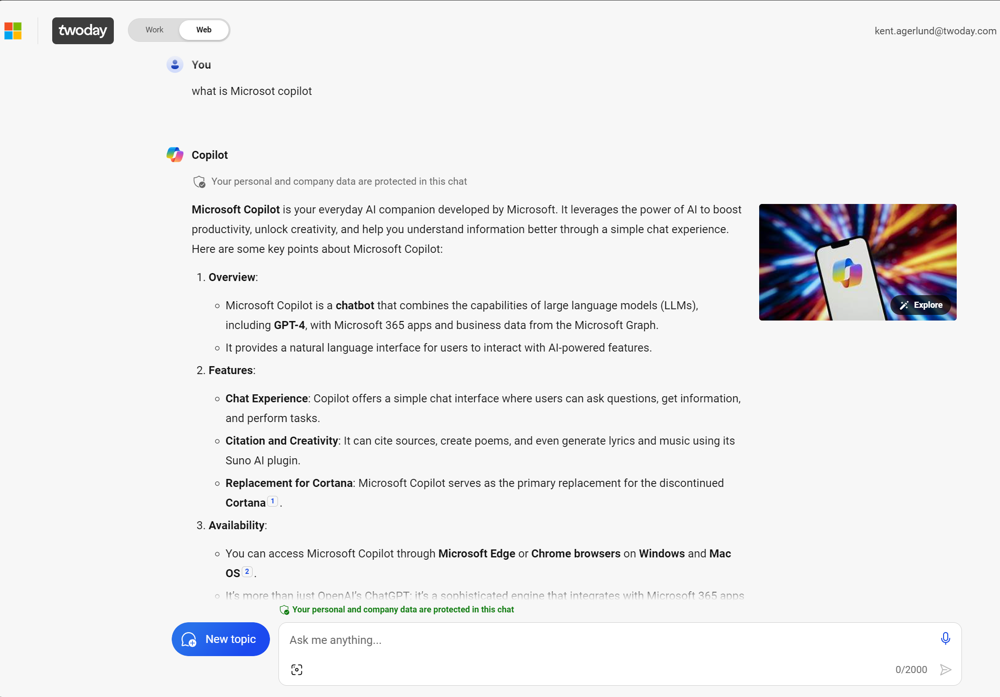 twoday
Work
Web
kent.agerlund@twoday.com
You
what is Microsot copilot
Copilot
Your personal and company data are protected in this chat
Microsoft Copilot is your everyday AI companion developed by Microsoft. It leverages the power of AI to boost
productivity, unlock creativity, and help you understand information better through a simple chat experience.
Here are some key points about Microsoft Copilot:
Explore
1. Overview:
Microsoft Copilot is a chatbot that combines the capabilities of large language models (LLMs),
including GPT-4, with Microsoft 365 apps and business data from the Microsoft Graph.
It provides a natural language interface for users to interact with AI-powered features.
2. Features:
Chat Experience: Copilot offers a simple chat interface where users can ask questions, get information,
and perform tasks.
Citation and Creativity: It can cite sources, create poems, and even generate lyrics and music using its
Suno AI plugin.
Replacement for Cortana: Microsoft Copilot serves as the primary replacement for the discontinued
Cortana 1 .
3. Availability:
You can access Microsoft Copilot through Microsoft Edge or Chrome browsers on Windows and Mac
OS 2 .
It's more than just OpenAI's ChatGPT; it's a sophisticated engine that integrates with Microsoft 365 apps
Your personal and company data are protected in this chat
New topic
Ask me anything...
0/2000